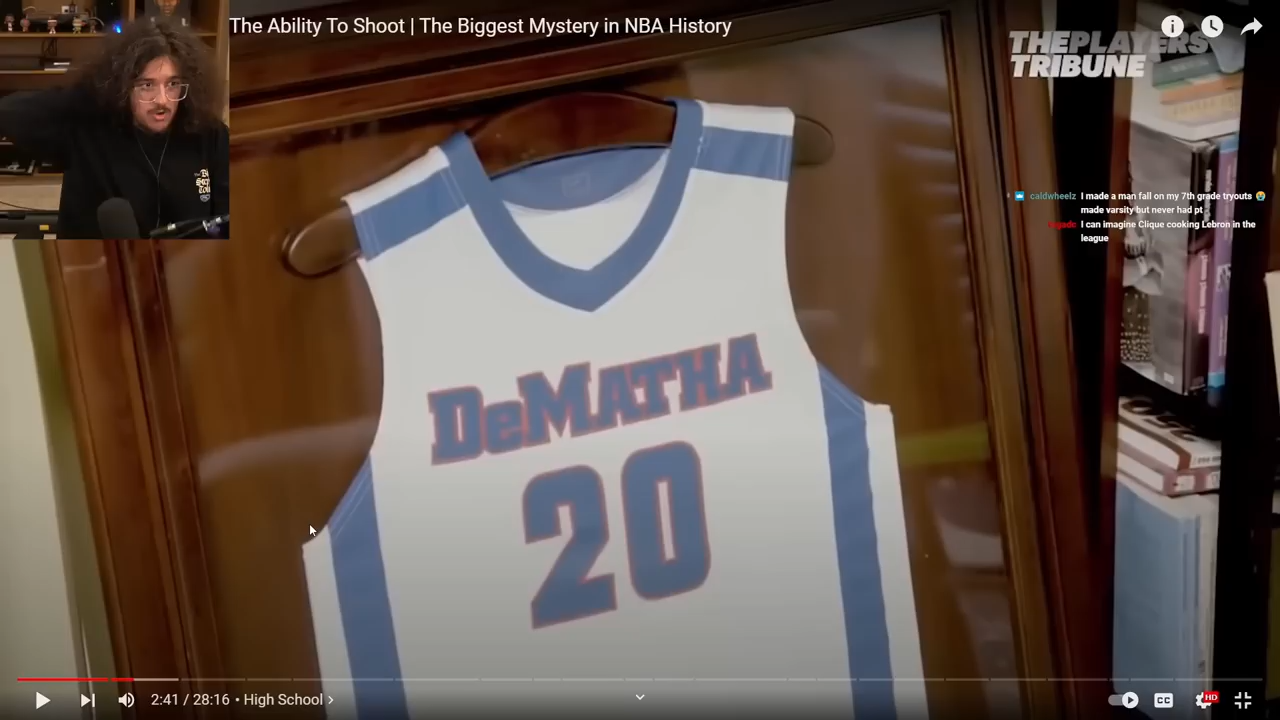 The Ability To Shoot | The Biggest Mystery in NBA History
THEPLAYERS
TRIBUNE
caldwheelz I made a man fall on my 7th grade tryouts 😭
made varsity but never had pt
I can imagine Clique cooking Lebron in the
league
DeMATHA
20
2:41 / 28:16 • High School >
CC
HD